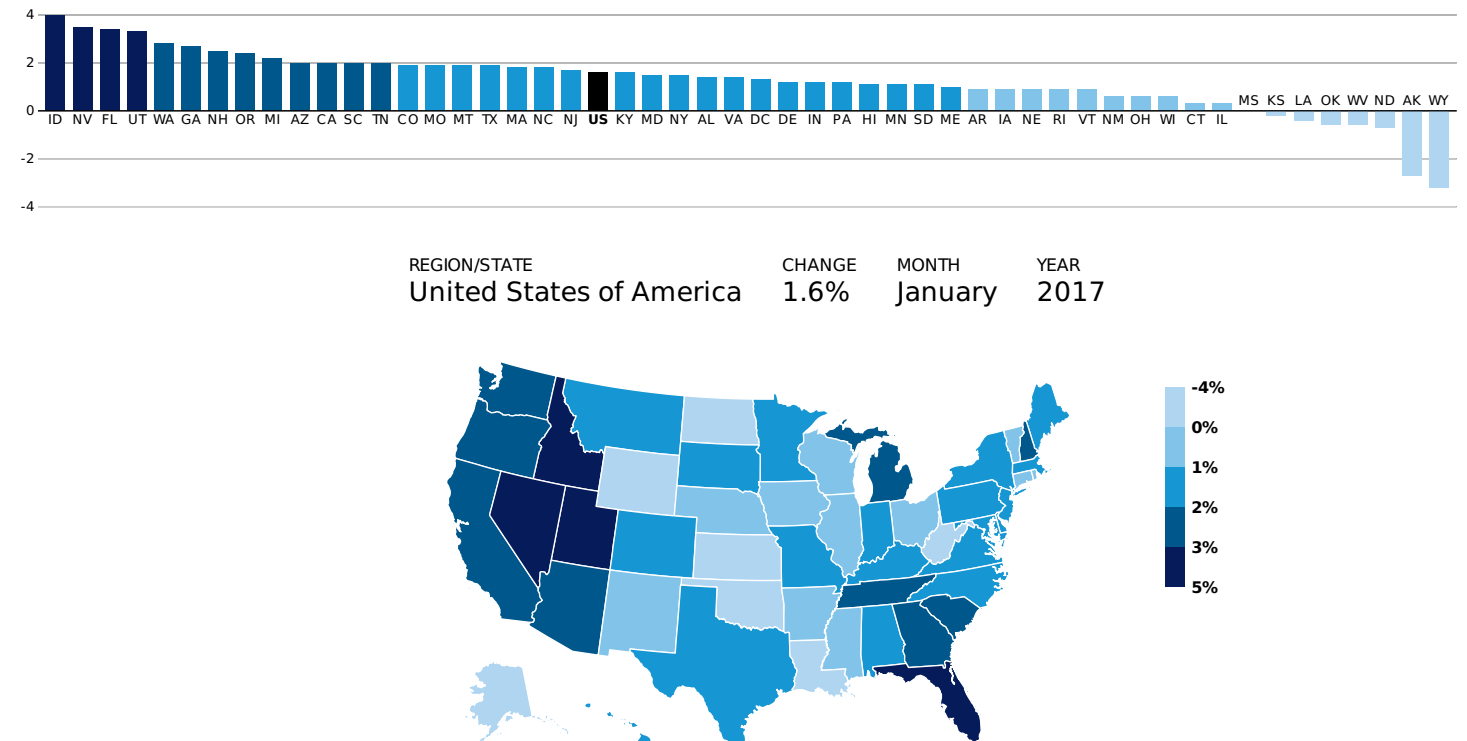 4
2
0
-2
-4
MS KS LA OK WV ND AK WY
ID NV FL UT WA GA NH OR MI AZ CA SC TN CO MO MT TX MA NC NJ US KY MD NY AL VA DC DE IN PA HI MN SD ME AR IA NE RI VT NM OH WI CT IL
REGION/STATE CHANGE MONTH YEAR
United States of America 1.6% January 2017
-4%
0%
1%
2%
3%
5%